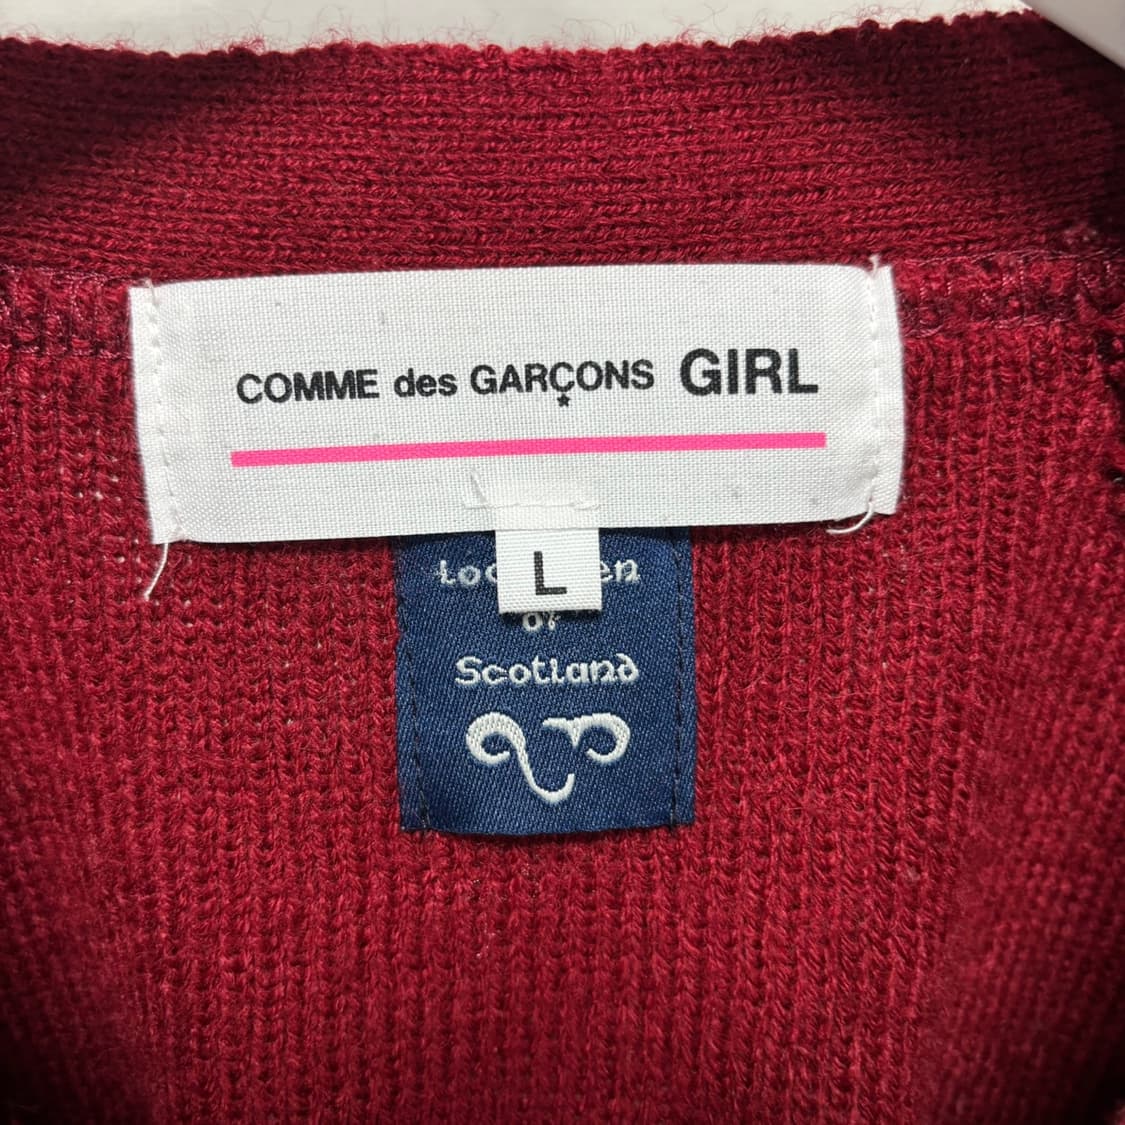 COMME des GARÇONS GIRL
L
of
Scotland